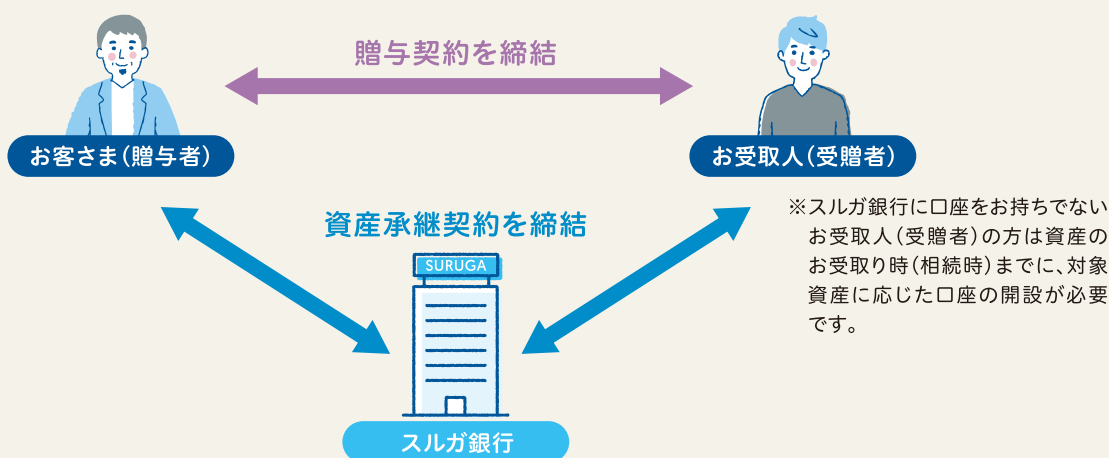 贈与契約を締結
お客さま(贈与者)
お受取人(受贈者)
資産承継契約を締結
SURUGA
スルガ銀行
※スルガ銀行に口座をお持ちでない
お受取人(受贈者)の方は資産の
お受取り時(相続時)までに、対象
資産に応じた口座の開設が必要
です。